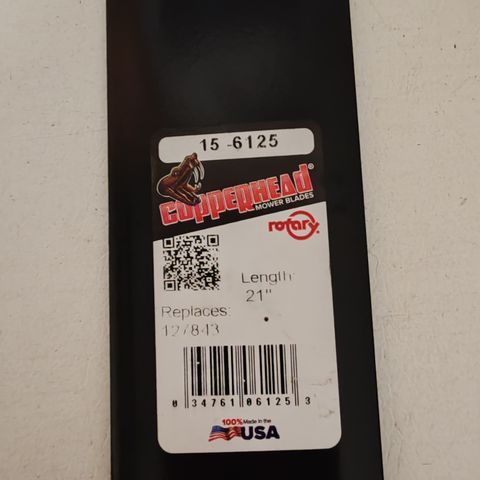 15 -6125
COPPERHEAD®
MOWER BLADES
rotary
Length:
21"
Replaces:
127843
0 34761 06125 3
100% Made in the
USA